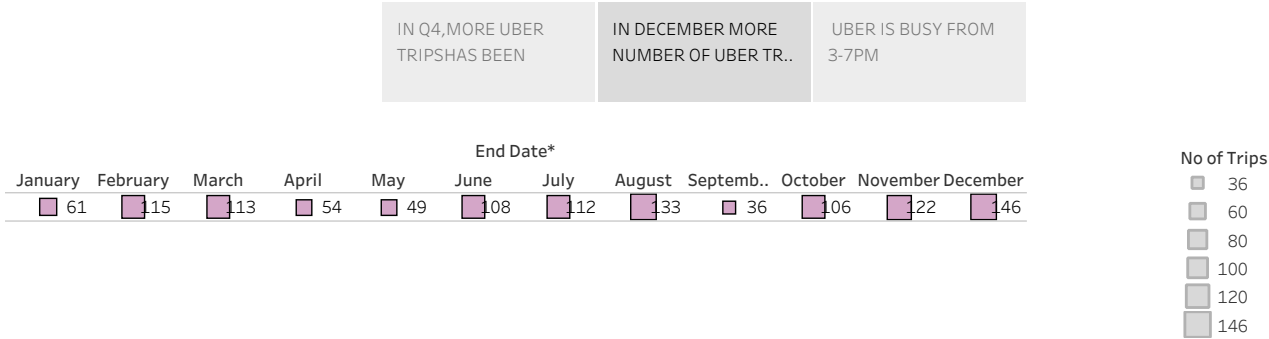 IN Q4,MORE UBER
TRIPSHAS BEEN
IN DECEMBER MORE
NUMBER OF UBER TR..
UBER IS BUSY FROM
3-7PM
End Date*
January February March April May June July August Septemb.. October November December
61 115 113 54 49 108 112 133 36 106 122 146
No of Trips
36
60
80
100
120
146